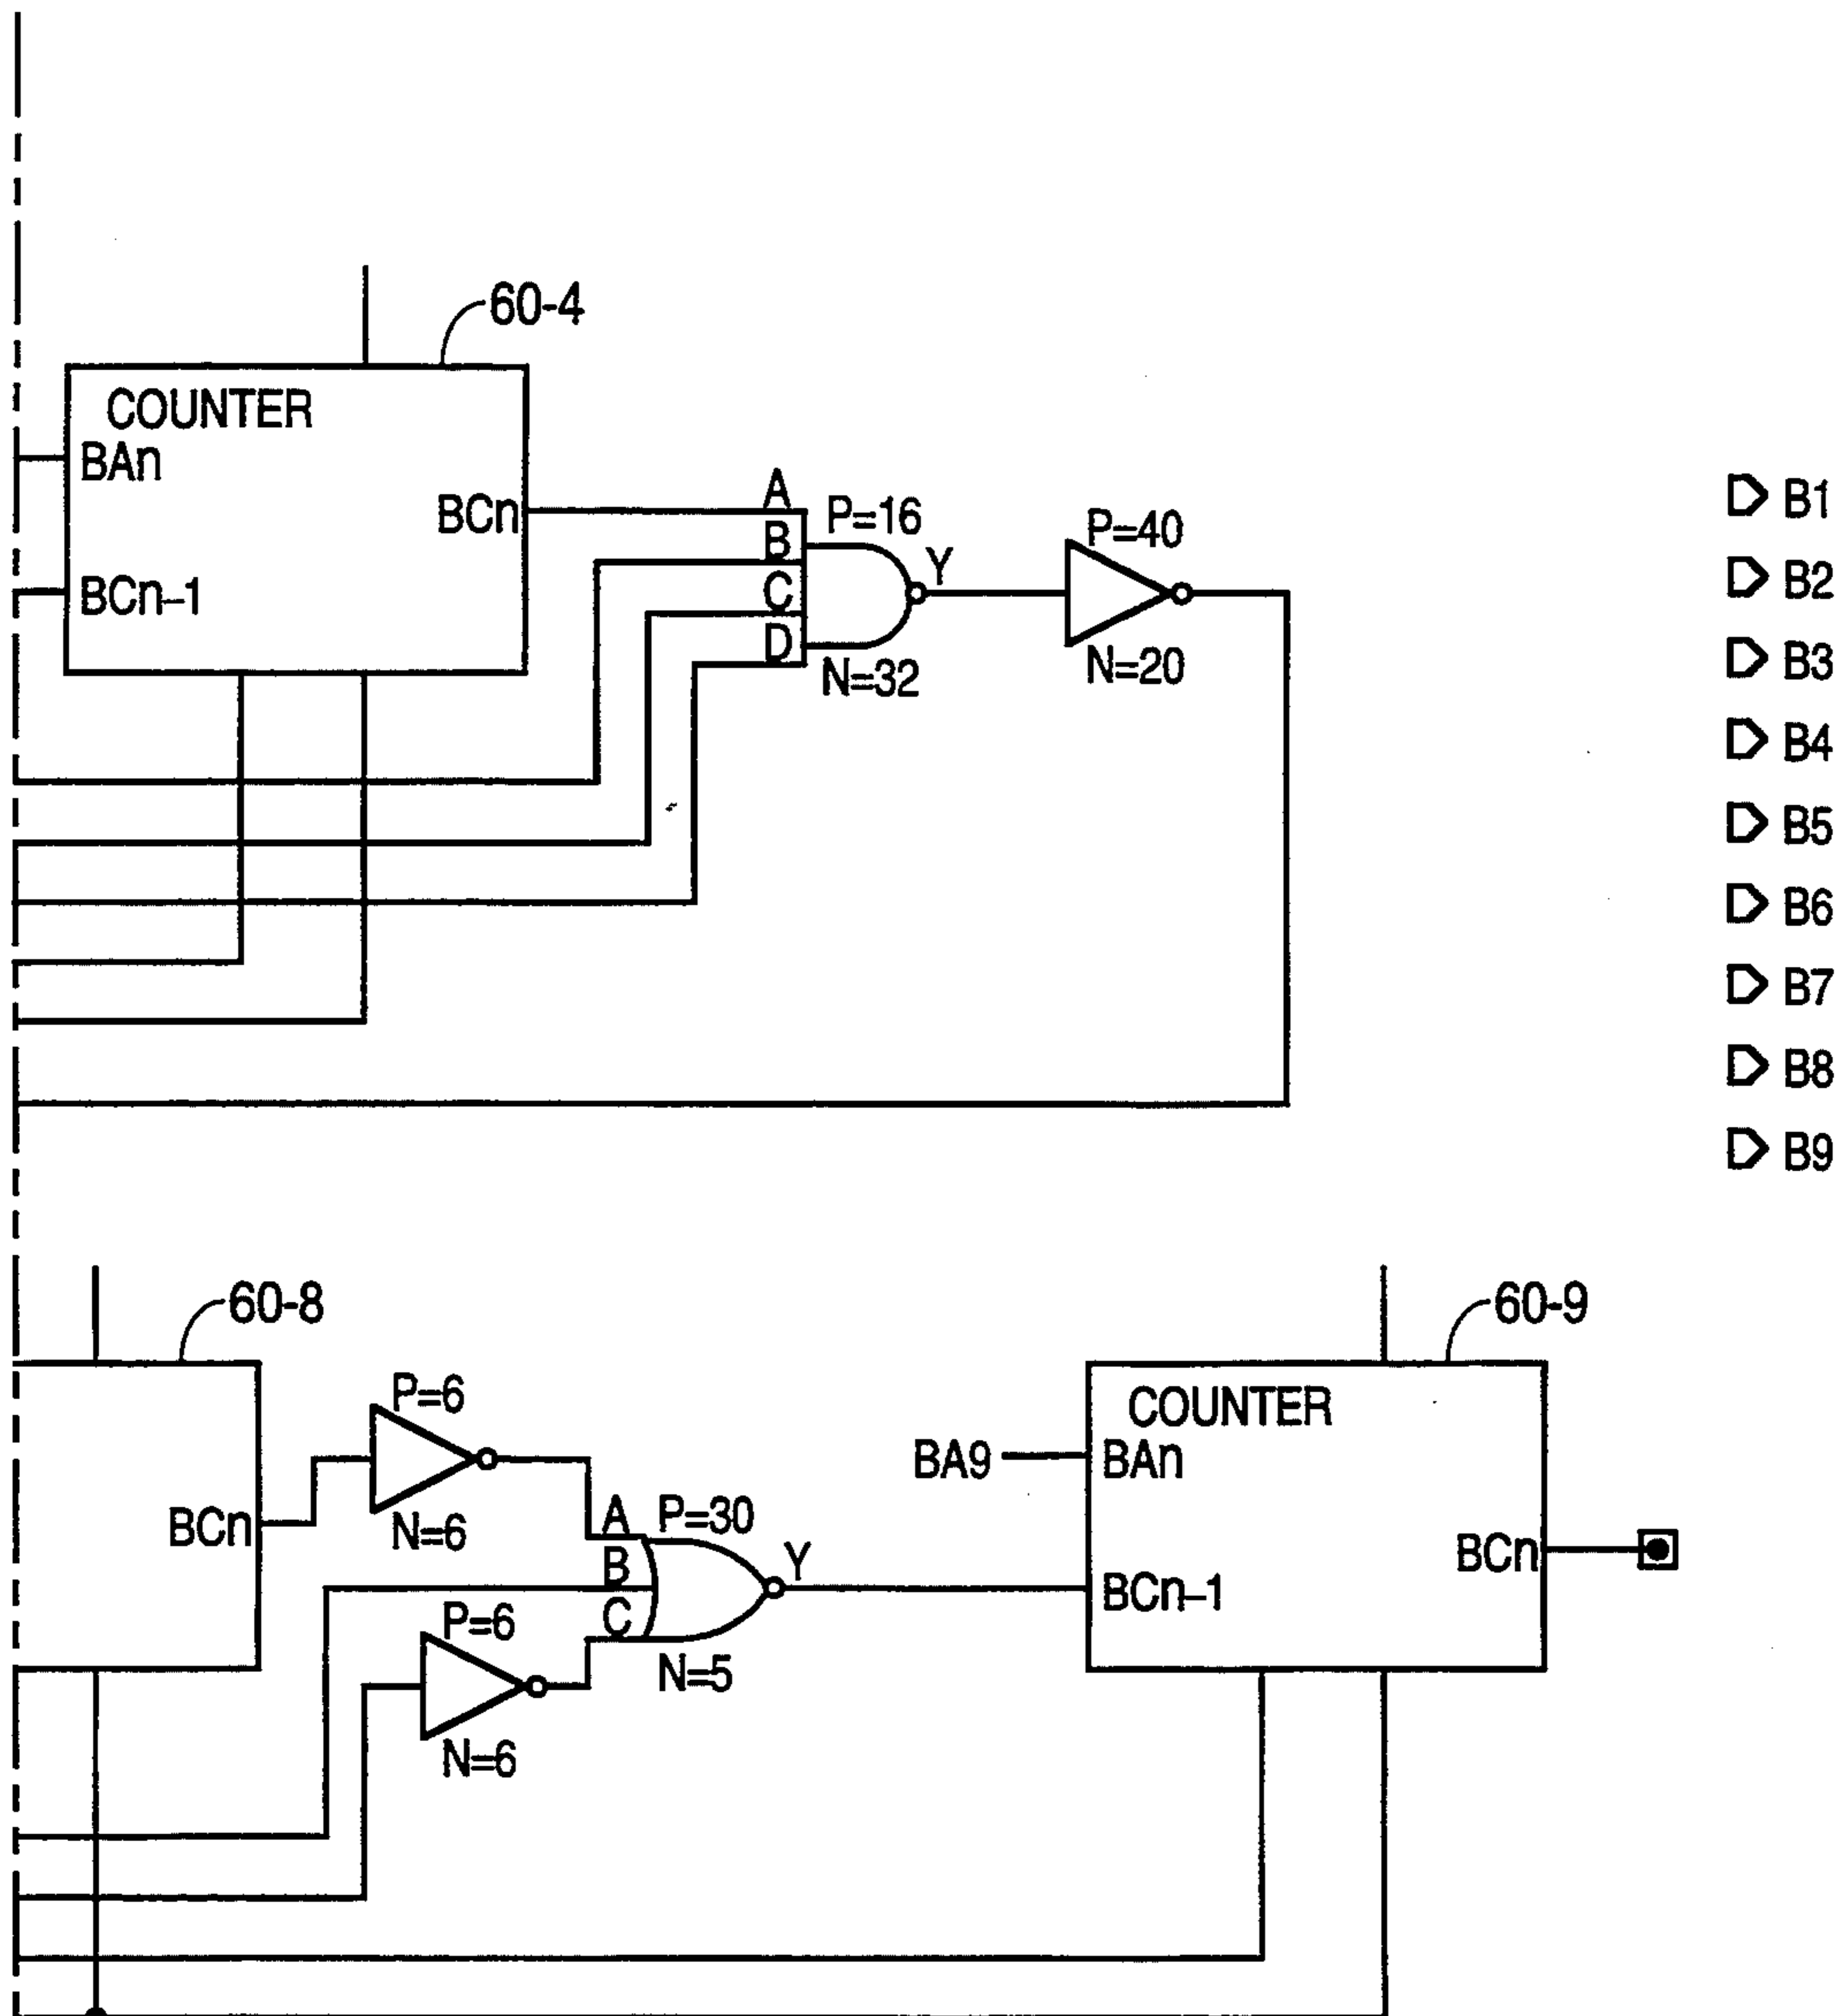 60-4
COUNTER
BAn
BCn
BCn-1
A
B
C
D
P=16
Y
N=32
P=40
N=20
B1
B2
B3
B4
B5
B6
B7
B8
B9
60-8
BCn
P=6
N=6
A
B
C
P=30
Y
N=5
P=6
N=6
60-9
COUNTER
BA9
BAn
BCn
BCn-1